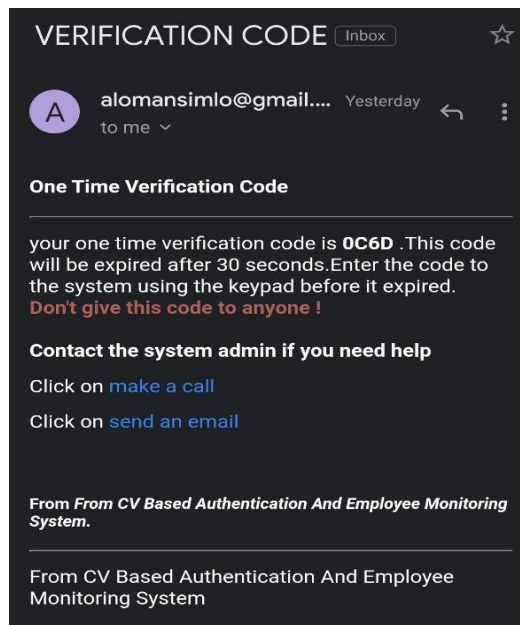 VERIFICATION CODE Inbox
A
alomansimlo@gmail.... Yesterday
to me
One Time Verification Code
your one time verification code is 0C6D .This code
will be expired after 30 seconds.Enter the code to
the system using the keypad before it expired.
Don't give this code to anyone !
Contact the system admin if you need help
Click on make a call
Click on send an email
From From CV Based Authentication And Employee Monitoring
System.
From CV Based Authentication And Employee
Monitoring System